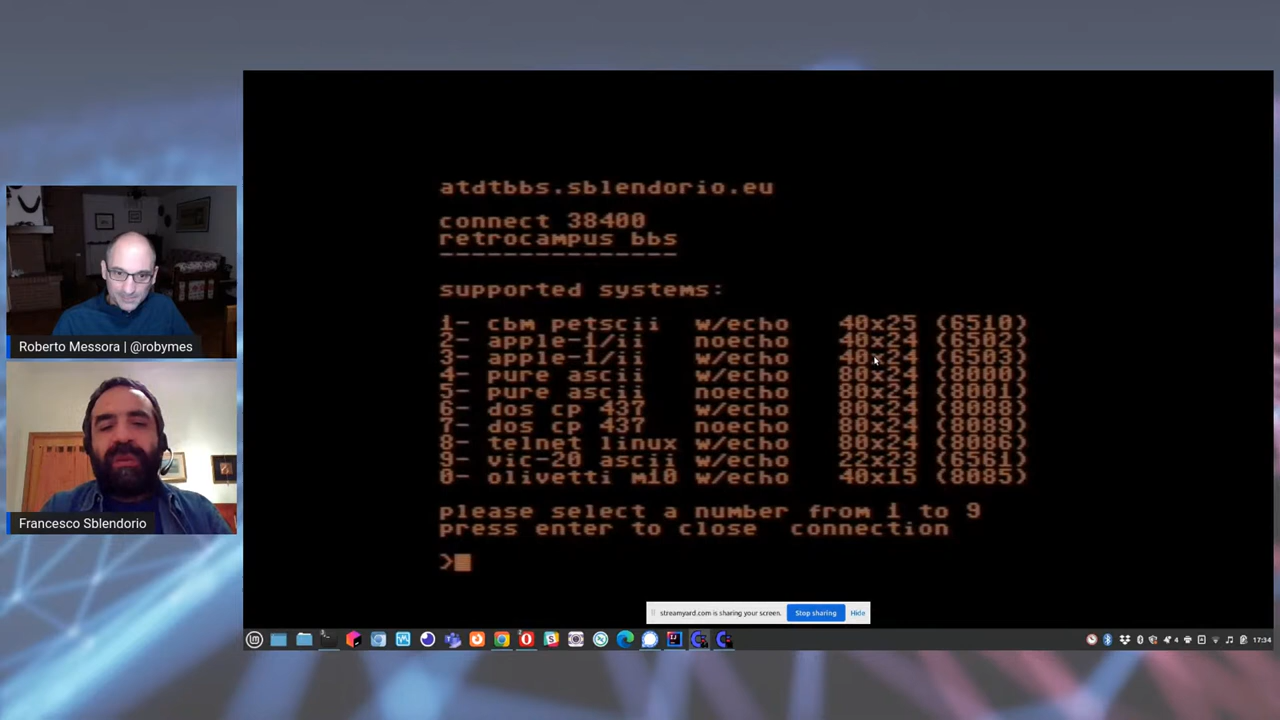 atdtbbs.sblendorio.eu
connect 38400
retrocampus bbs
---------------
supported systems:
1- cbm petscii w/echo 40x25 (6510)
2- apple-1/ii noecho 40x24 (6502)
3- apple-1/ii w/echo 40x24 (6503)
4- pure ascii w/echo 80x24 (8000)
5- pure ascii noecho 80x24 (8001)
6- dos cp 437 w/echo 80x24 (8088)
7- dos cp 437 noecho 80x24 (8089)
8- telnet linux w/echo 80x24 (8086)
9- vic-20 ascii w/echo 22x23 (6561)
0- olivetti m10 w/echo 40x15 (8085)
please select a number from 1 to 9
press enter to close connection
>
Roberto Messora | @robymes
Francesco Sblendorio
streamyard.com is sharing your screen. Stop sharing Hide
4 17:34